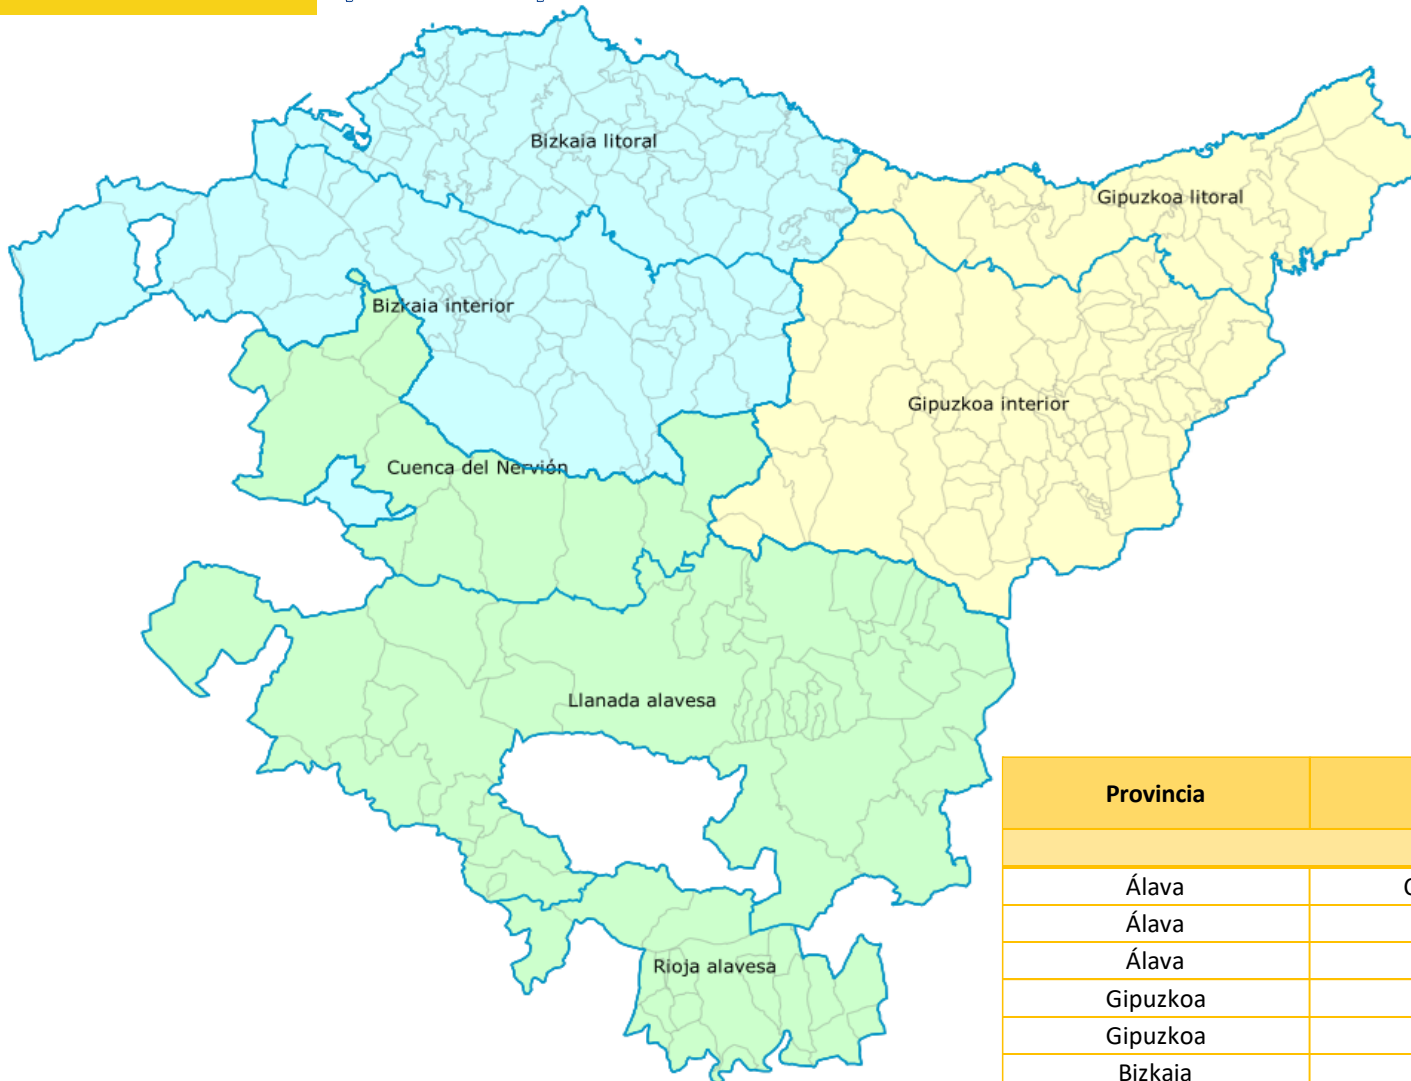 Bizkaia litoral
Gipuzkoa litoral
Bizkaia interior
Gipuzkoa interior
Cuenca del Nervión
Llanada alavesa
Rioja alavesa
Provincia
Álava
Álava
Álava
Gipuzkoa
Gipuzkoa
Bizkaia